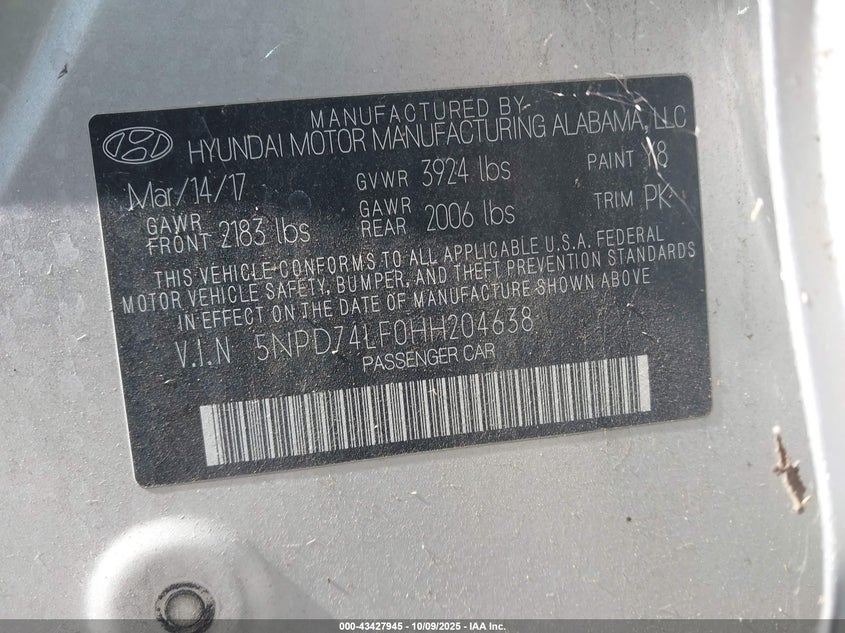 MANUFACTURED BY
HYUNDAI MOTOR MANUFACTURING ALABAMA, LLC
Mar/14/17 GVWR 3924 lbs PAINT Y8
GAWR FRONT 2183 lbs GAWR REAR 2006 lbs TRIM PK
THIS VEHICLE CONFORMS TO ALL APPLICABLE U.S.A. FEDERAL
MOTOR VEHICLE SAFETY, BUMPER, AND THEFT PREVENTION STANDARDS
IN EFFECT ON THE DATE OF MANUFACTURE SHOWN ABOVE
V.I.N 5NPD74LF0HH204638
PASSENGER CAR
000-43427945 - 10/09/2025 - IAA Inc.